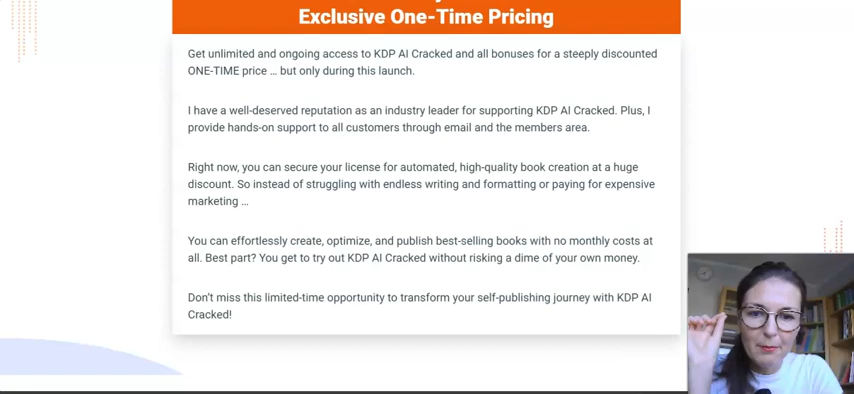 Exclusive One-Time Pricing
Get unlimited and ongoing access to KDP AI Cracked and all bonuses for a steeply discounted
ONE-TIME price … but only during this launch.
I have a well-deserved reputation as an industry leader for supporting KDP AI Cracked. Plus, I
provide hands-on support to all customers through email and the members area.
Right now, you can secure your license for automated, high-quality book creation at a huge
discount. So instead of struggling with endless writing and formatting or paying for expensive
marketing …
You can effortlessly create, optimize, and publish best-selling books with no monthly costs at
all. Best part? You get to try out KDP AI Cracked without risking a dime of your own money.
Don’t miss this limited-time opportunity to transform your self-publishing journey with KDP AI
Cracked!